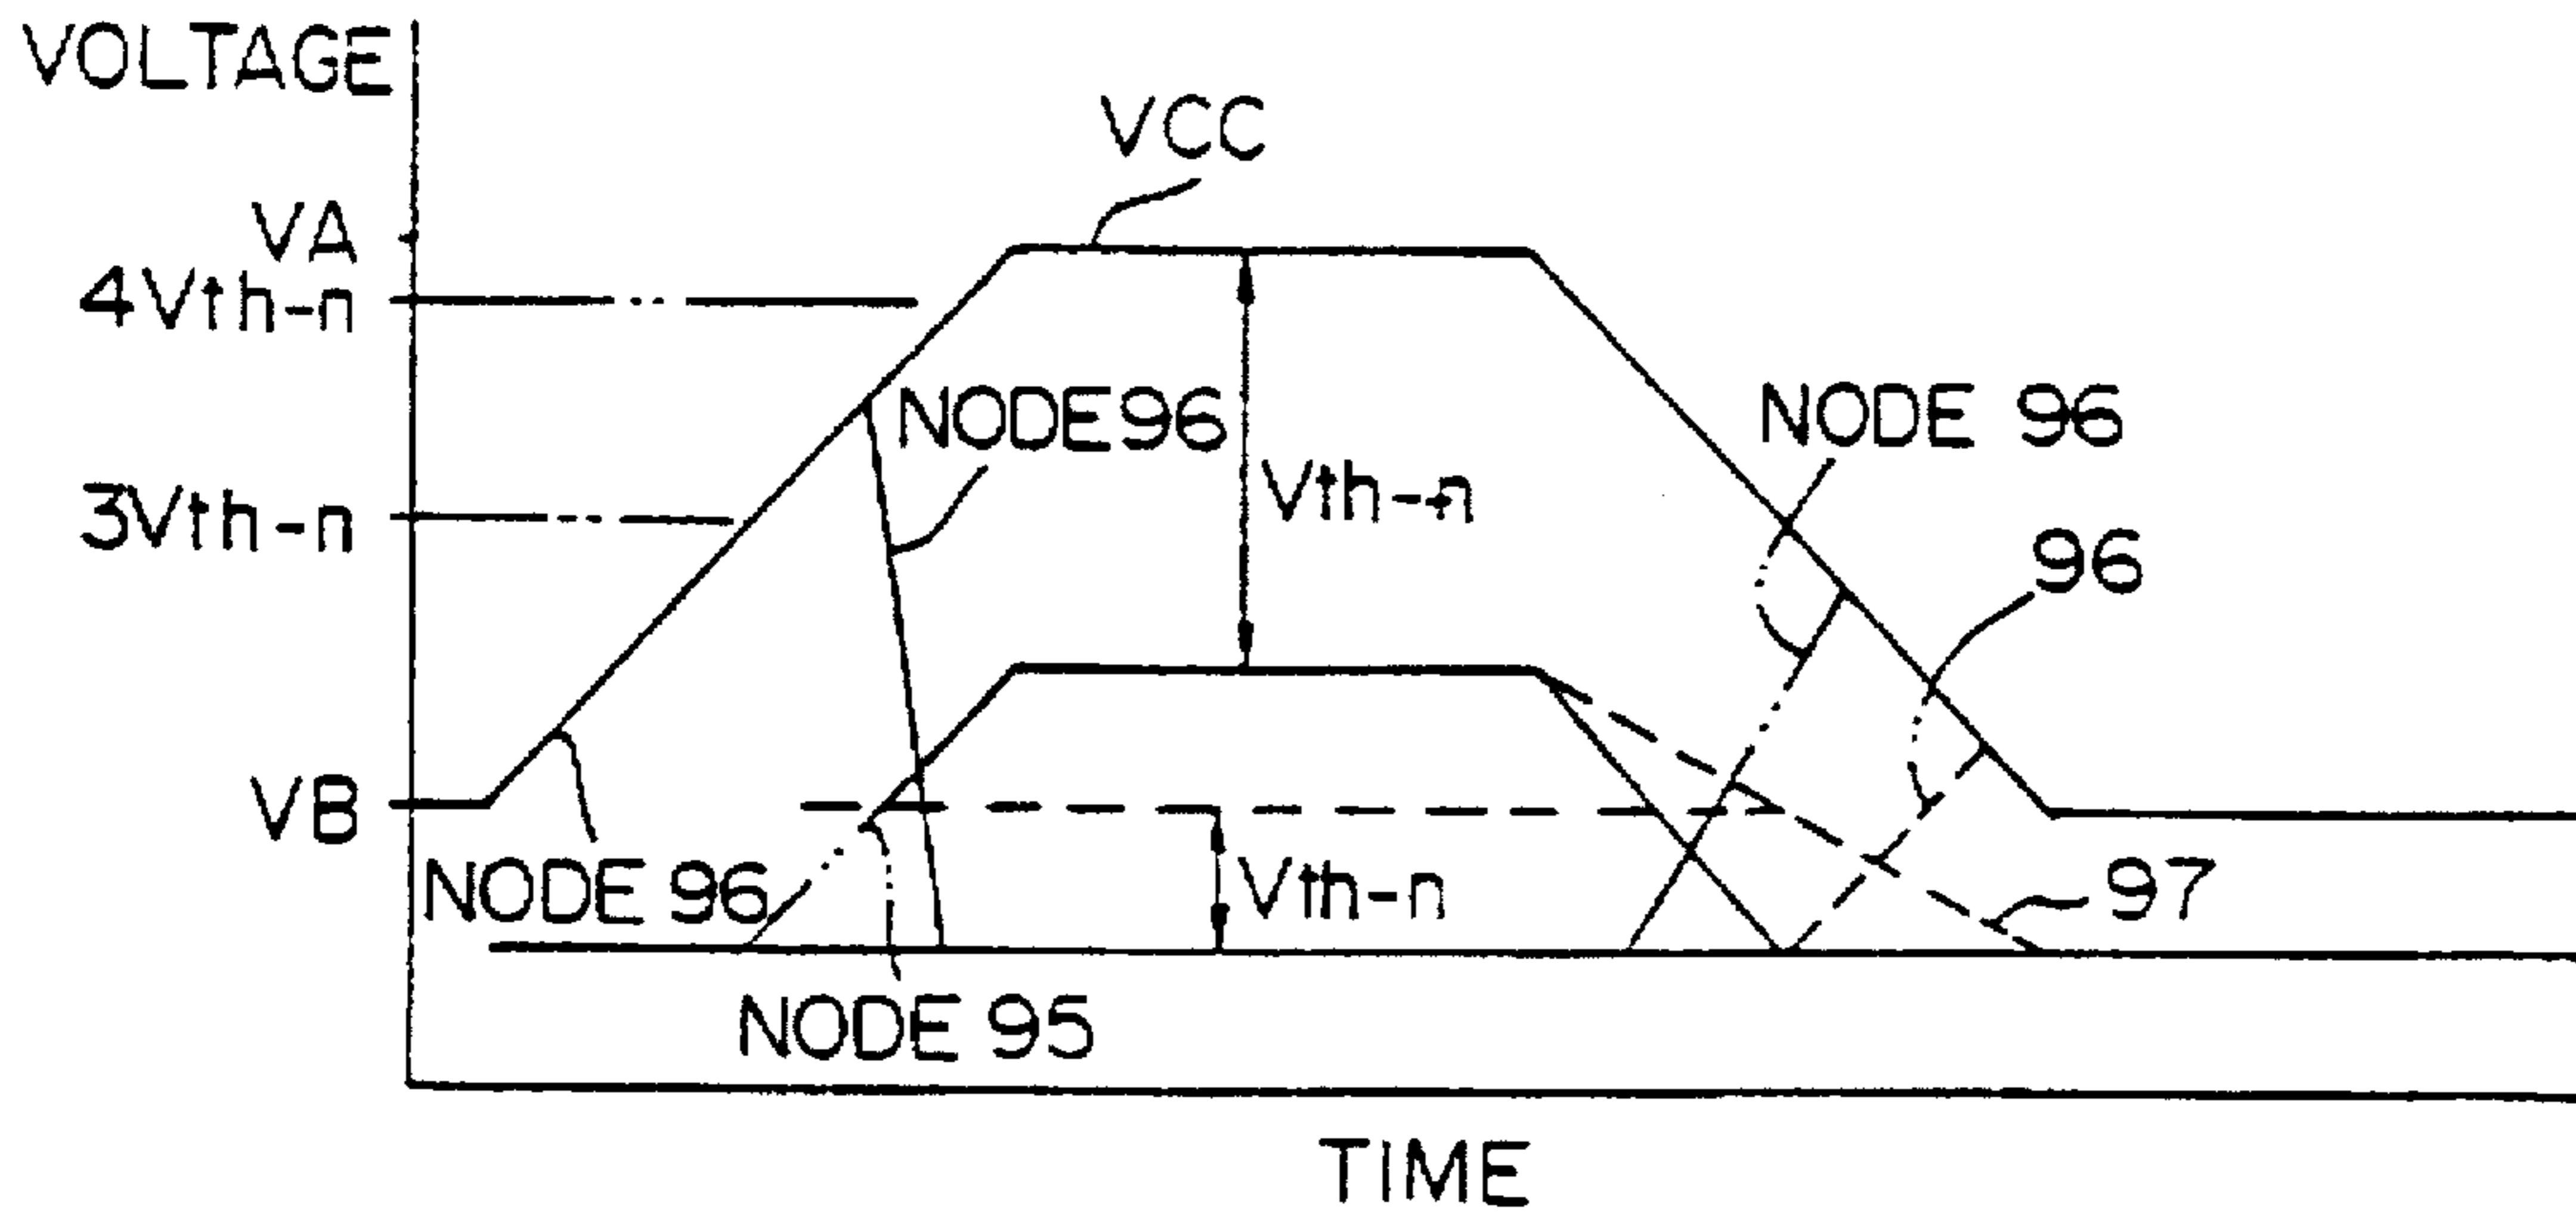 VOLTAGE
VCC
VA
4Vth-n
NODE96
NODE 96
Vth-n
3Vth-n
96
VB
NODE 96
Vth-n
97
NODE 95
TIME